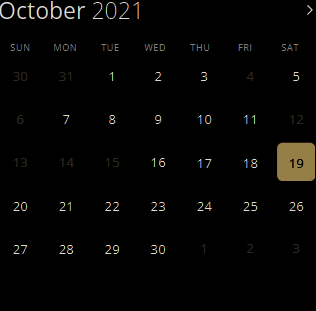 October 2021
SUN MON TUE WED THU FRI SAT
30 31 1 2 3 4 5
6 7 8 9 10 11 12
13 14 15 16 17 18 19
20 21 22 23 24 25 26
27 28 29 30 1 2 3